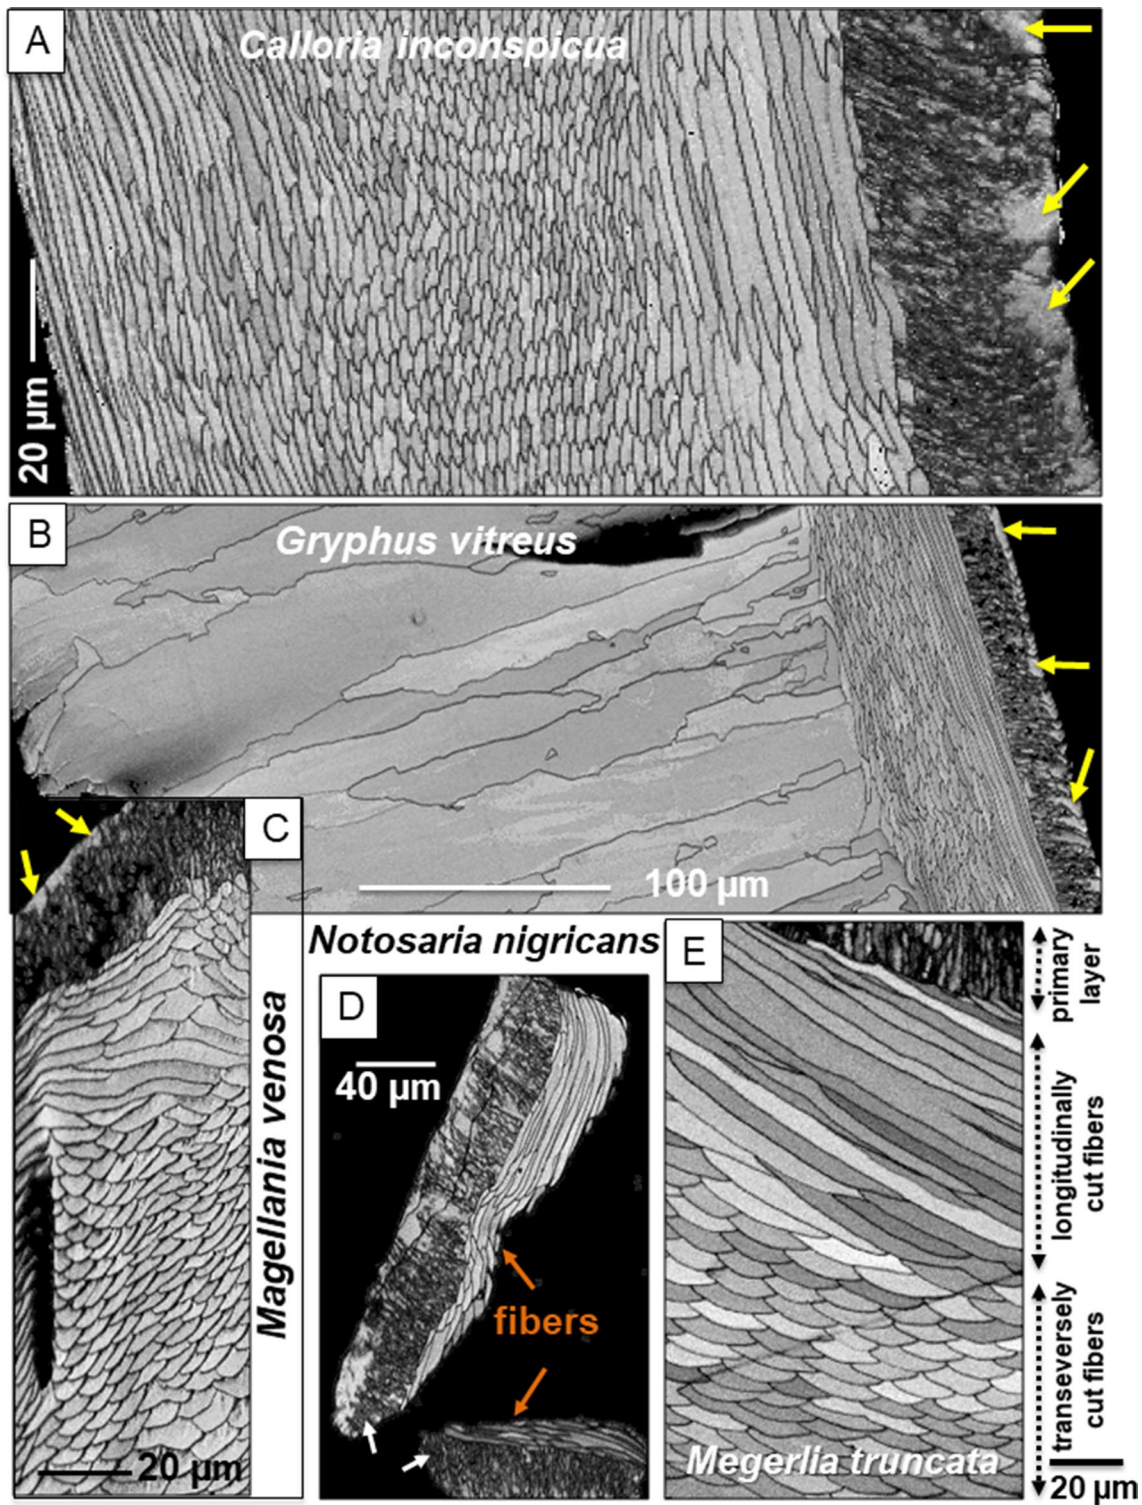 A
Calloria inconspicua
20 µm
B
Gryphus vitreus
100 µm
C
Magellania venosa
20 µm
Notosaria nigricans
D
40 µm
fibers
E
primary
layer
longitudinally
cut fibers
transeversely
cut fibers
Megerlia truncata
20 µm